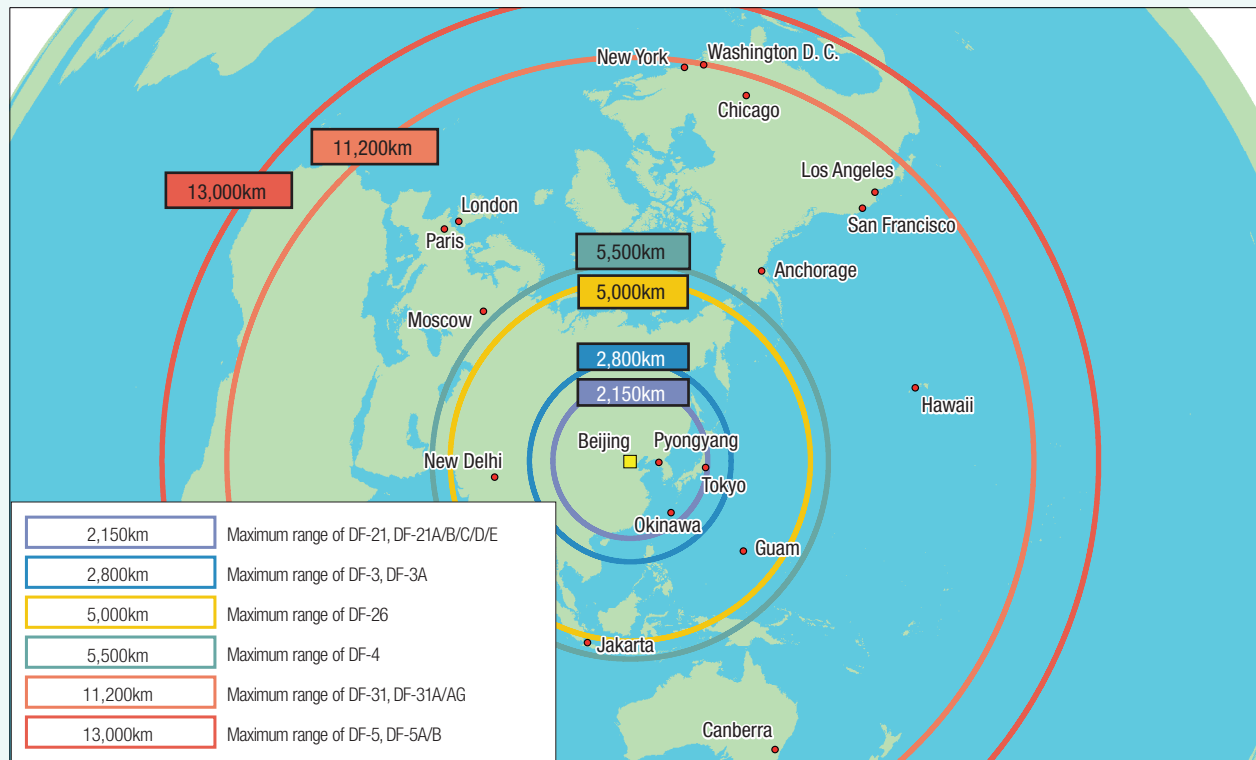 New York
Washington D. C.
Chicago
11,200km
13,000km
Los Angeles
London
San Francisco
Paris
5,500km
Anchorage
5,000km
Moscow
2,800km
2,150km
Hawaii
Beijing
Pyongyang
New Delhi
Tokyo
Okinawa
Guam
Jakarta
Canberra
2,150km Maximum range of DF-21, DF-21A/B/C/D/E
2,800km Maximum range of DF-3, DF-3A
5,000km Maximum range of DF-26
5,500km Maximum range of DF-4
11,200km Maximum range of DF-31, DF-31A/AG
13,000km Maximum range of DF-5, DF-5A/B